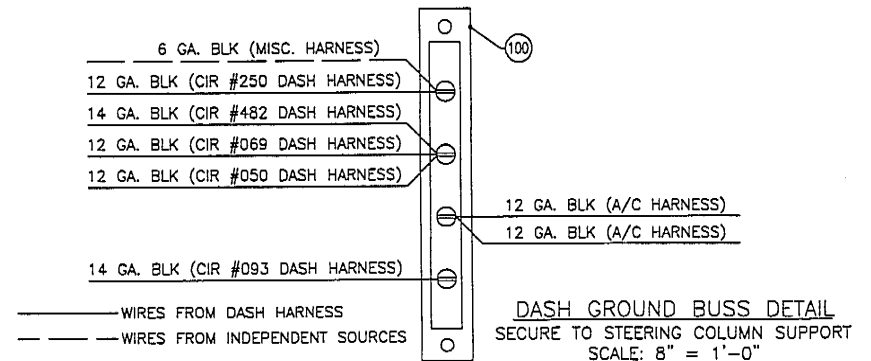 6 GA. BLK (MISC. HARNESS)
100
12 GA. BLK (CIR #250 DASH HARNESS)
14 GA. BLK (CIR #482 DASH HARNESS)
12 GA. BLK (CIR #069 DASH HARNESS)
12 GA. BLK (CIR #050 DASH HARNESS)
12 GA. BLK (A/C HARNESS)
12 GA. BLK (A/C HARNESS)
14 GA. BLK (CIR #093 DASH HARNESS)
WIRES FROM DASH HARNESS
WIRES FROM INDEPENDENT SOURCES
DASH GROUND BUSS DETAIL
SECURE TO STEERING COLUMN SUPPORT
SCALE: 8" = 1'-0"